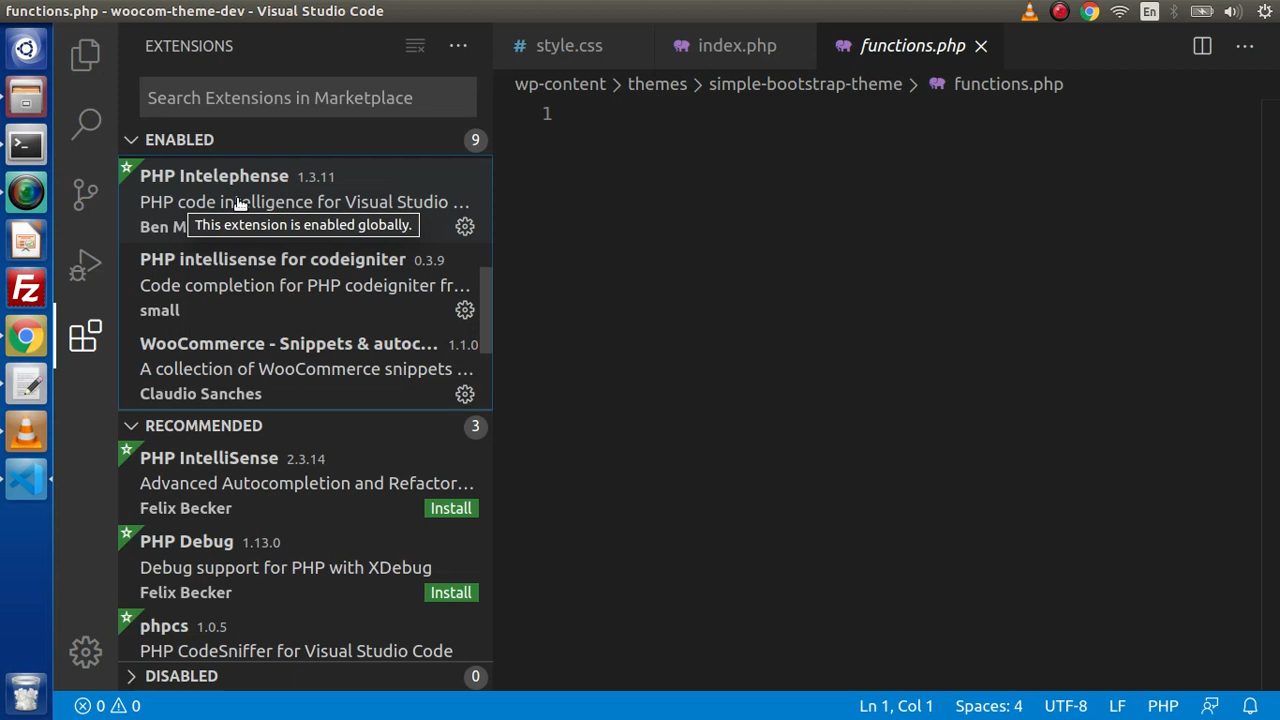 functions.php - woocom-theme-dev - Visual Studio Code
En
EXTENSIONS
style.css
index.php
functions.php
Search Extensions in Marketplace
wp-content > themes > simple-bootstrap-theme > functions.php
1
ENABLED 9
PHP Intelephense 1.3.11
PHP code intelligence for Visual Studio ...
Ben M
This extension is enabled globally.
PHP intellisense for codeigniter 0.3.9
Code completion for PHP codeigniter fr...
small
WooCommerce - Snippets & autoc... 1.1.0
A collection of WooCommerce snippets ...
Claudio Sanches
RECOMMENDED 3
PHP IntelliSense 2.3.14
Advanced Autocompletion and Refactor...
Felix Becker Install
PHP Debug 1.13.0
Debug support for PHP with XDebug
Felix Becker Install
phpcs 1.0.5
PHP CodeSniffer for Visual Studio Code
DISABLED 0
0 0
Ln 1, Col 1 Spaces: 4 UTF-8 LF PHP